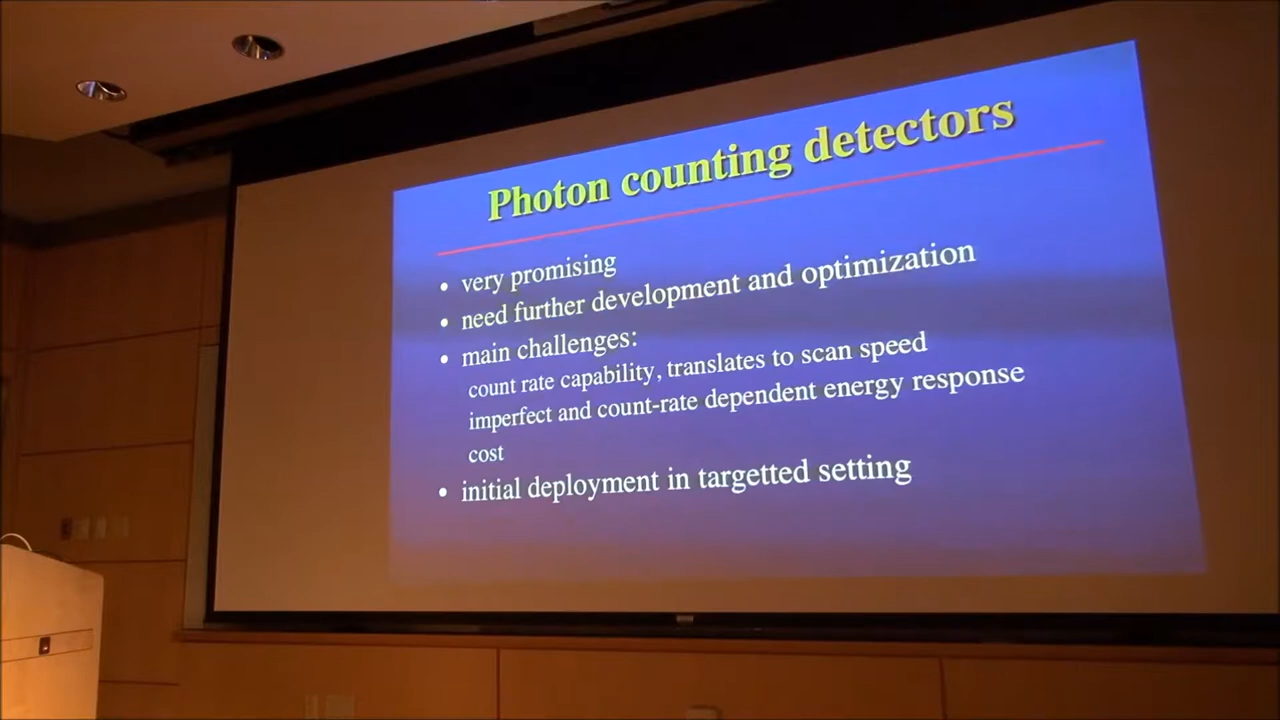 Photon counting detectors
• very promising
• need further development and optimization
• main challenges:
count rate capability, translates to scan speed
imperfect and count-rate dependent energy response
cost
• initial deployment in targetted setting